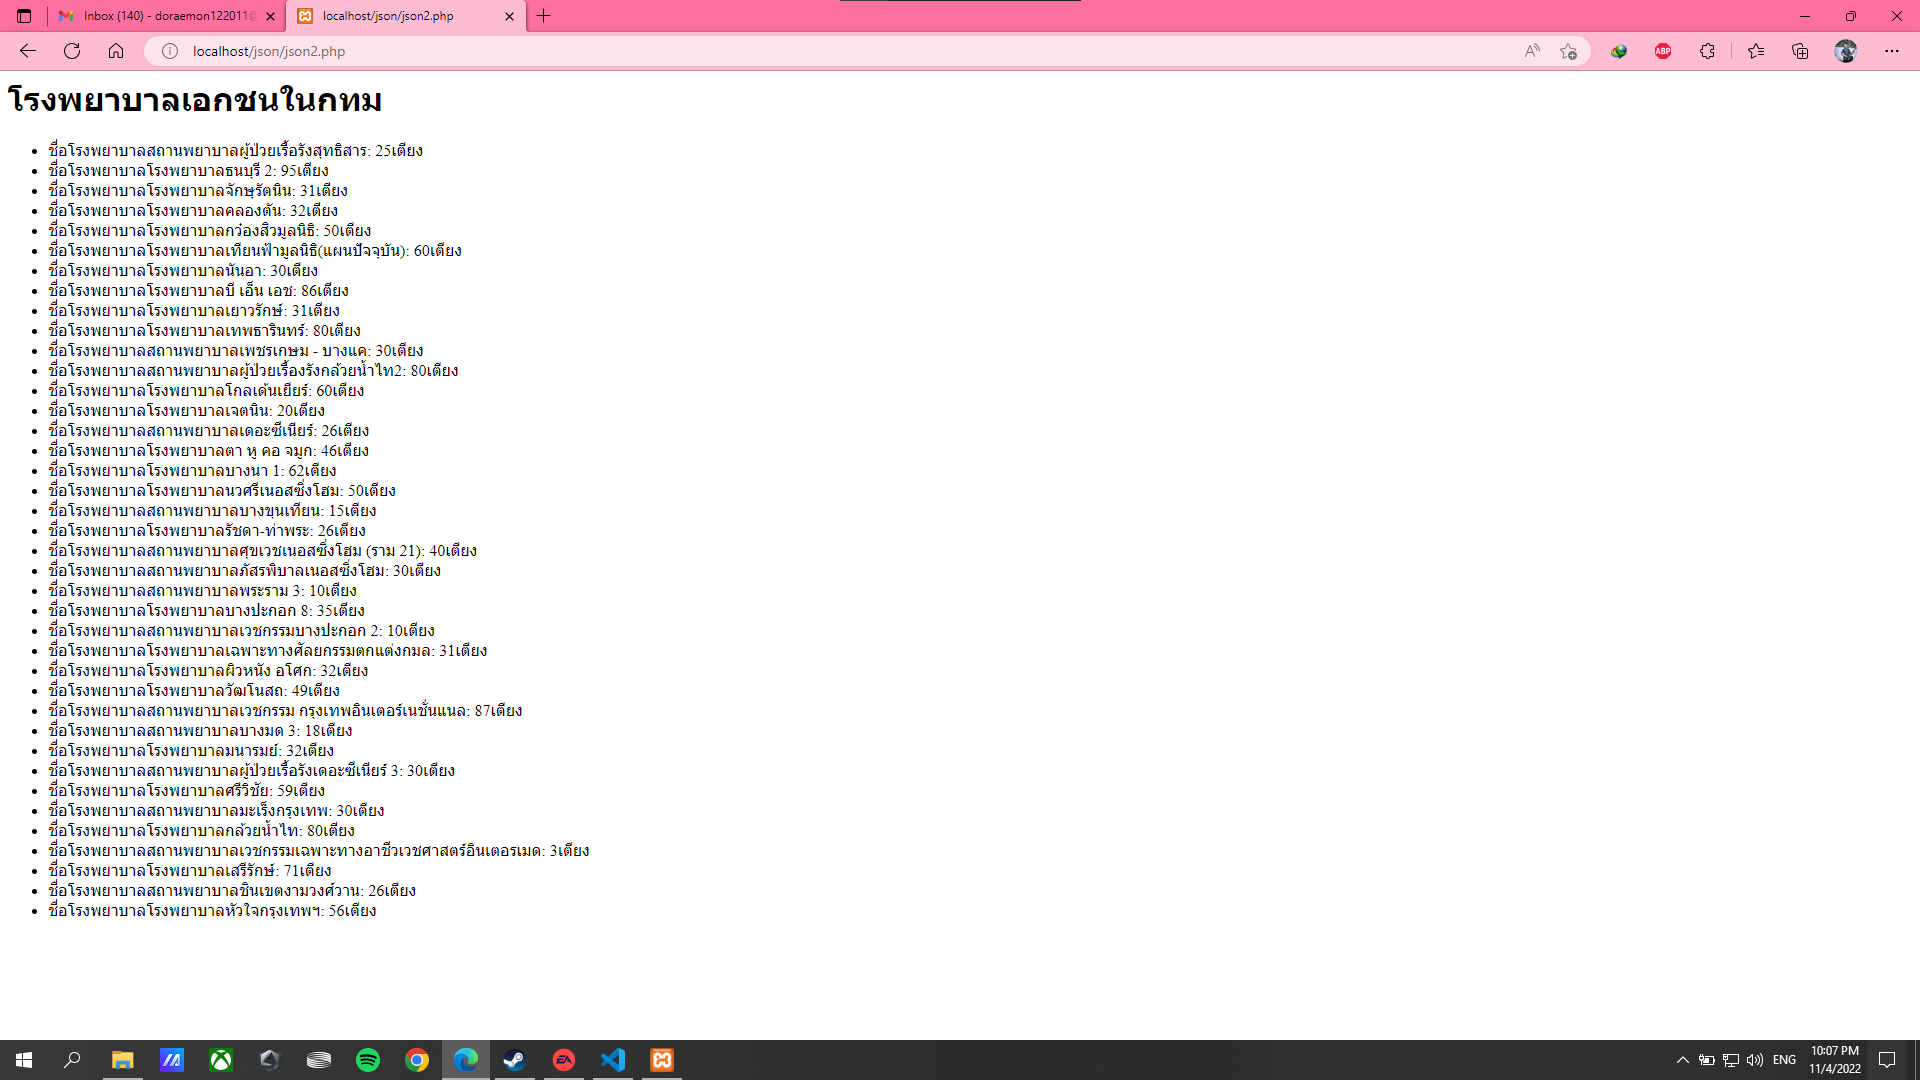 Inbox (140) - doraemon122011@
localhost/json/json2.php
localhost/json/json2.php
ABP
โรงพยาบาลเอกชนในกทม
ชื่อโรงพยาบาลสถานพยาบาลผู้ป่วยเรื้อรังสุทธิสาร: 25เตียง
ชื่อโรงพยาบาลโรงพยาบาลธนบุรี 2: 95เตียง
ชื่อโรงพยาบาลโรงพยาบาลจักษุรัตนิน: 31เตียง
ชื่อโรงพยาบาลโรงพยาบาลคลองตัน: 32เตียง
ชื่อโรงพยาบาลโรงพยาบาลกว๋องสิวมูลนิธิ: 50เตียง
ชื่อโรงพยาบาลโรงพยาบาลเทียนฟ้ามูลนิธิ(แผนปัจจุบัน): 60เตียง
ชื่อโรงพยาบาลโรงพยาบาลนันอา: 30เตียง
ชื่อโรงพยาบาลโรงพยาบาลบี เอ็น เอช: 86เตียง
ชื่อโรงพยาบาลโรงพยาบาลเยาวรักษ์: 31เตียง
ชื่อโรงพยาบาลโรงพยาบาลเทพธารินทร์: 80เตียง
ชื่อโรงพยาบาลสถานพยาบาลเพชรเกษม - บางแค: 30เตียง
ชื่อโรงพยาบาลสถานพยาบาลผู้ป่วยเรื้องรังกล้วยน้ำไท2: 80เตียง
ชื่อโรงพยาบาลโรงพยาบาลโกลเด้นเยียร์: 60เตียง
ชื่อโรงพยาบาลโรงพยาบาลเจตนิน: 20เตียง
ชื่อโรงพยาบาลสถานพยาบาลเดอะซีเนียร์: 26เตียง
ชื่อโรงพยาบาลโรงพยาบาลตา หู คอ จมูก: 46เตียง
ชื่อโรงพยาบาลโรงพยาบาลบางนา 1: 62เตียง
ชื่อโรงพยาบาลโรงพยาบาลนวศรีเนอสซิ่งโฮม: 50เตียง
ชื่อโรงพยาบาลสถานพยาบาลบางขุนเทียน: 15เตียง
ชื่อโรงพยาบาลโรงพยาบาลรัชดา-ท่าพระ: 26เตียง
ชื่อโรงพยาบาลสถานพยาบาลศุขเวชเนอสซิ่งโฮม (ราม 21): 40เตียง
ชื่อโรงพยาบาลสถานพยาบาลภัสรพิบาลเนอสซิ่งโฮม: 30เตียง
ชื่อโรงพยาบาลสถานพยาบาลพระราม 3: 10เตียง
ชื่อโรงพยาบาลโรงพยาบาลบางปะกอก 8: 35เตียง
ชื่อโรงพยาบาลสถานพยาบาลเวชกรรมบางปะกอก 2: 10เตียง
ชื่อโรงพยาบาลโรงพยาบาลเฉพาะทางศัลยกรรมตกแต่งกมล: 31เตียง
ชื่อโรงพยาบาลโรงพยาบาลผิวหนัง อโศก: 32เตียง
ชื่อโรงพยาบาลโรงพยาบาลวัฒโนสถ: 49เตียง
ชื่อโรงพยาบาลสถานพยาบาลเวชกรรม กรุงเทพอินเตอร์เนชั่นแนล: 87เตียง
ชื่อโรงพยาบาลสถานพยาบาลบางมด 3: 18เตียง
ชื่อโรงพยาบาลโรงพยาบาลมนารมย์: 32เตียง
ชื่อโรงพยาบาลสถานพยาบาลผู้ป่วยเรื้อรังเดอะซีเนียร์ 3: 30เตียง
ชื่อโรงพยาบาลโรงพยาบาลศรีวิชัย: 59เตียง
ชื่อโรงพยาบาลสถานพยาบาลมะเร็งกรุงเทพ: 30เตียง
ชื่อโรงพยาบาลโรงพยาบาลกล้วยน้ำไท: 80เตียง
ชื่อโรงพยาบาลสถานพยาบาลเวชกรรมเฉพาะทางอาชีวเวชศาสตร์อินเตอรเมด: 3เตียง
ชื่อโรงพยาบาลโรงพยาบาลเสรีรักษ์: 71เตียง
ชื่อโรงพยาบาลสถานพยาบาลชินเขตงามวงศ์วาน: 26เตียง
ชื่อโรงพยาบาลโรงพยาบาลหัวใจกรุงเทพฯ: 56เตียง
EA
ENG
10:07 PM
11/4/2022